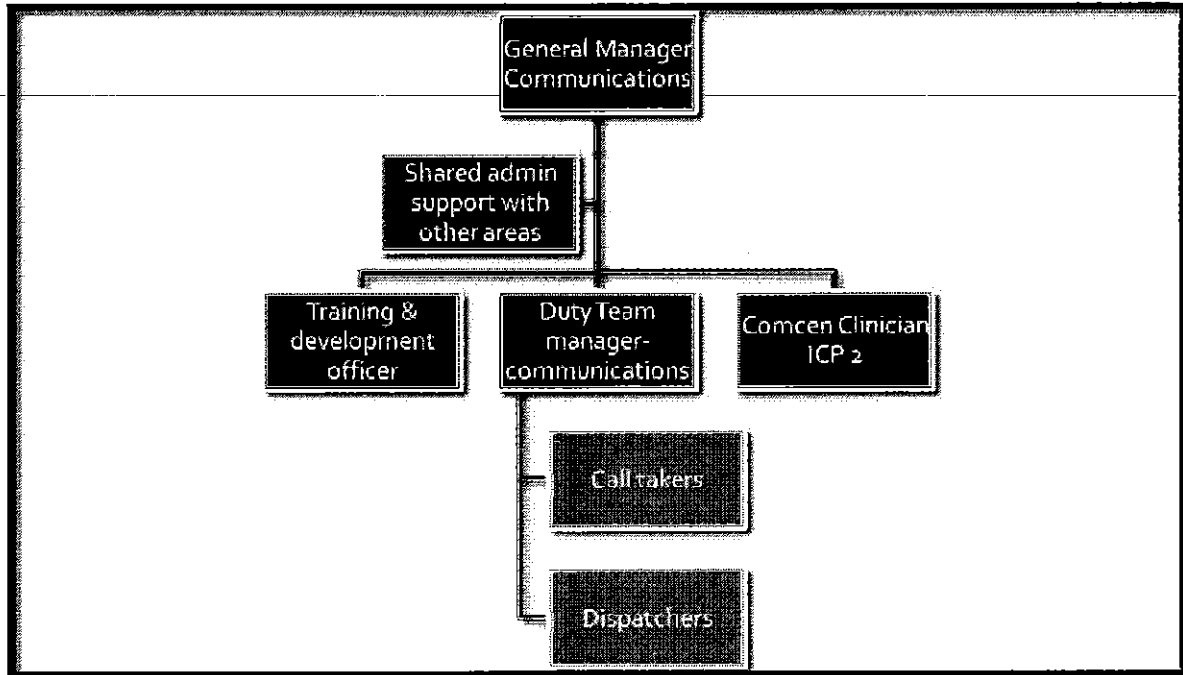 General Manager
Communications
Shared admin
support with
other areas
Training &
development
officer
Duty Team
manager-
communications
Comcen Clinician
ICP 2
Call takers
Dispatchers